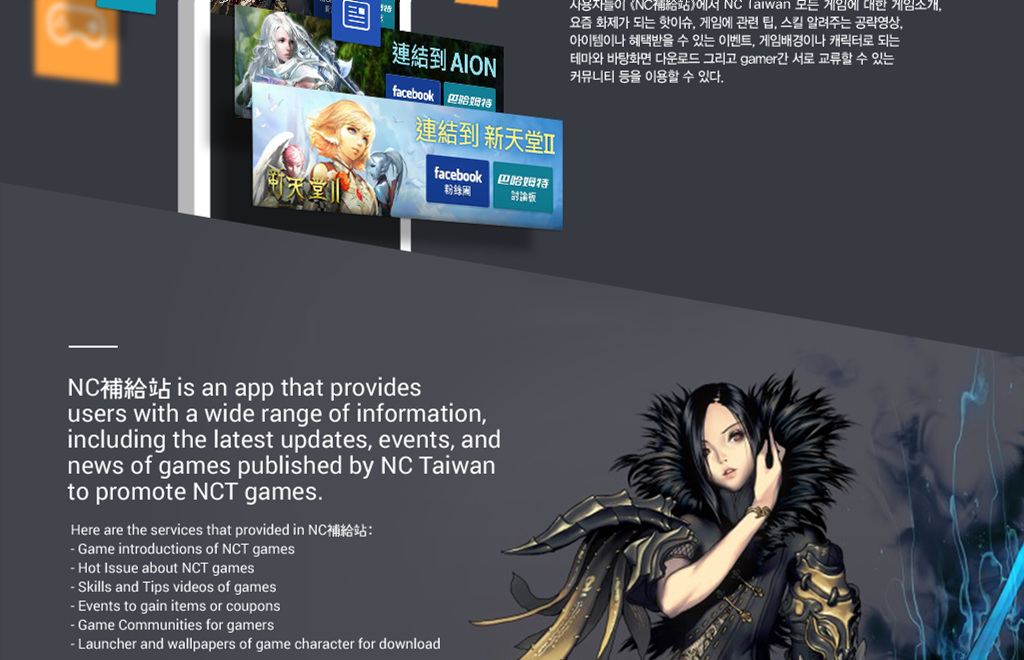 사용자들이 《NC補給站》에서 NC Taiwan 모든 게임에 대한 게임소개,
요즘 화제가 되는 핫이슈, 게임에 관련 팁, 스킬 알려주는 공략영상,
아이템이나 혜택받을 수 있는 이벤트, 게임배경이나 캐릭터로 되는
테마와 바탕화면 다운로드 그리고 gamer간 서로 교류할 수 있는
커뮤니티 등을 이용할 수 있다.
連結到 AION
facebook
巴哈姆特
連結到 新天堂II
facebook
粉絲團
巴哈姆特
討論板
新天堂II
NC補給站 is an app that provides
users with a wide range of information,
including the latest updates, events, and
news of games published by NC Taiwan
to promote NCT games.
Here are the services that provided in NC補給站:
- Game introductions of NCT games
- Hot Issue about NCT games
- Skills and Tips videos of games
- Events to gain items or coupons
- Game Communities for gamers
- Launcher and wallpapers of game character for download